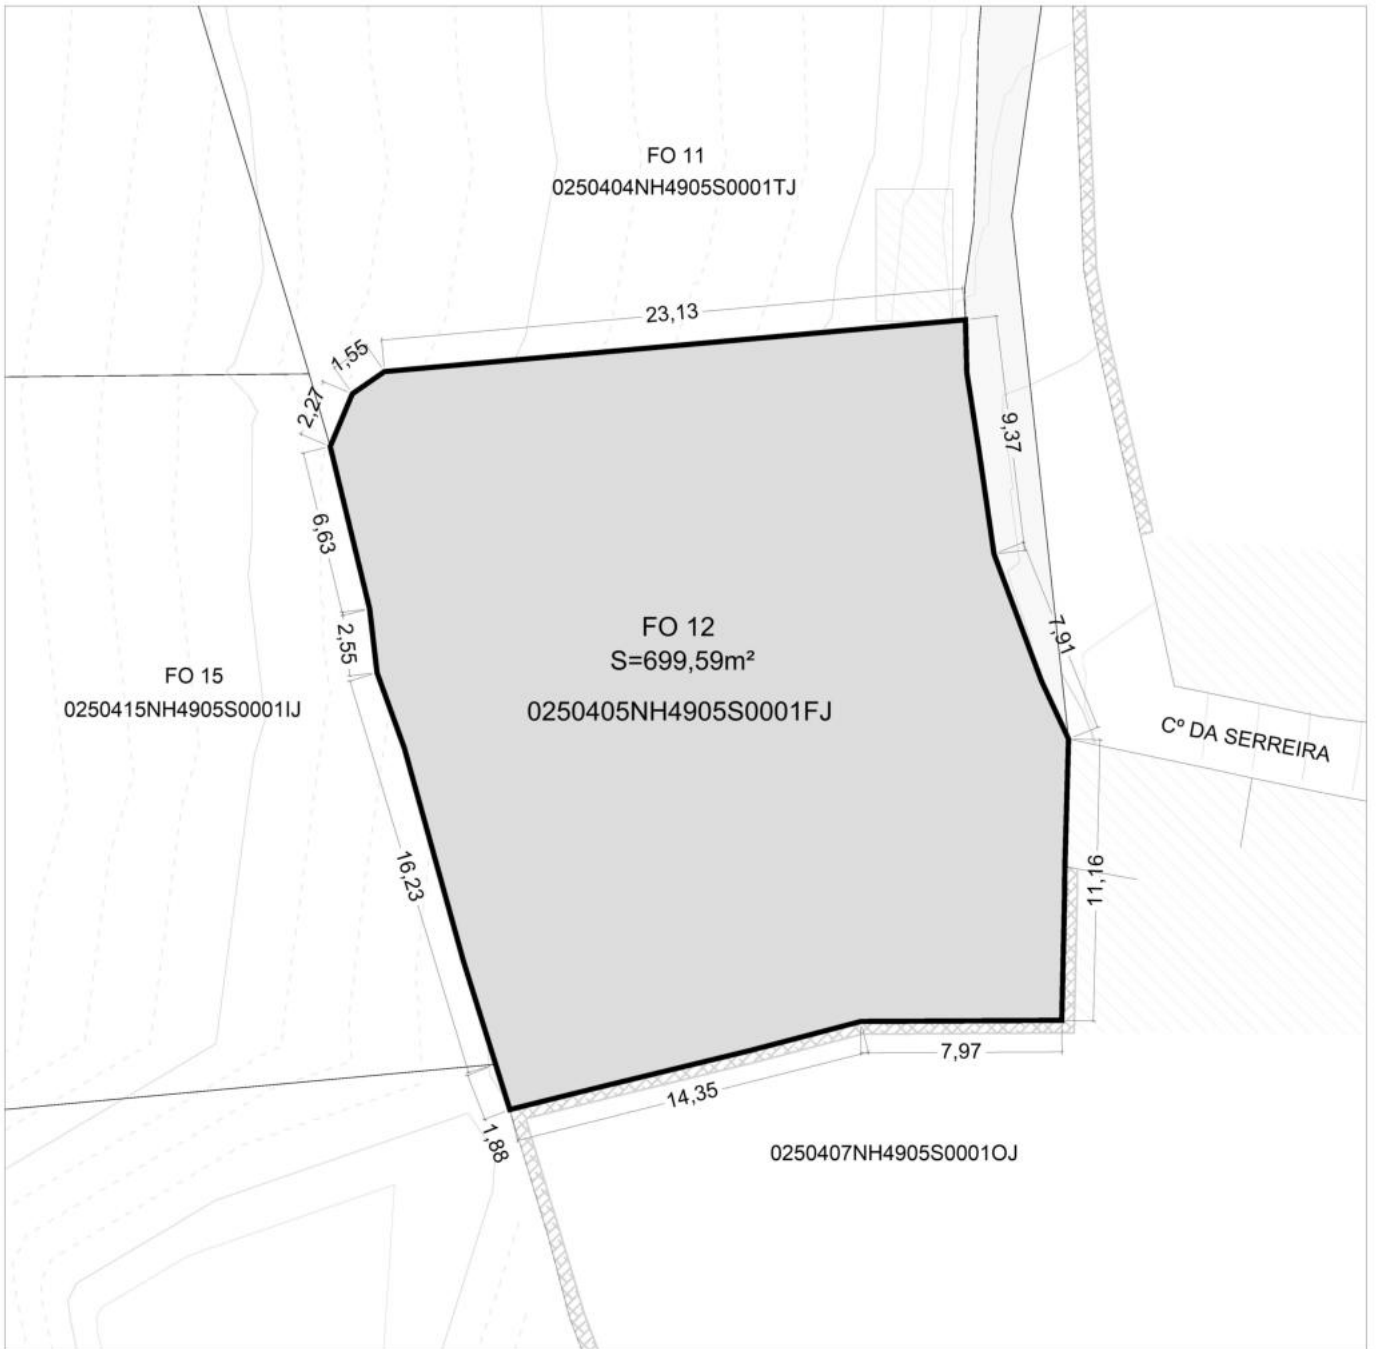 FO 11
0250404NH4905S0001TJ
23,13
1,55
2,27
9,37
6,63
2,55
7,91
FO 12
S=699,59m²
0250405NH4905S0001FJ
FO 15
0250415NH4905S0001IJ
Cº DA SERREIRA
16,23
11,16
7,97
14,35
1,88
0250407NH4905S0001OJ